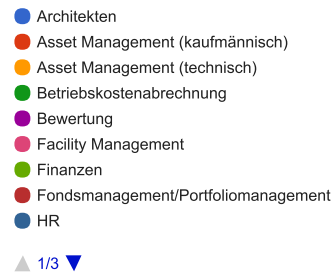 Architekten
Asset Management (kaufmännisch)
Asset Management (technisch)
Betriebskostenabrechnung
Bewertung
Facility Management
Finanzen
Fondsmanagement/Portfoliomanagement
HR
1/3